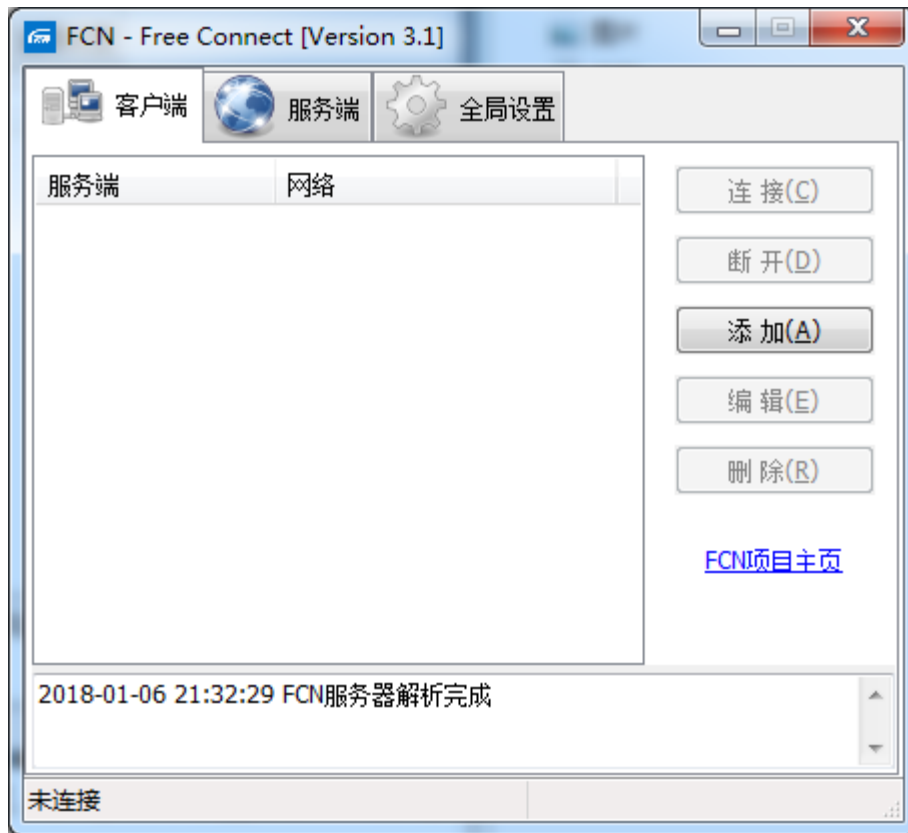 FCN - Free Connect [Version 3.1]
客户端 服务端 全局设置
服务端 网络
连 接(C)
断 开(D)
添 加(A)
编 辑(E)
删 除(R)
FCN项目主页
2018-01-06 21:32:29 FCN服务器解析完成
未连接